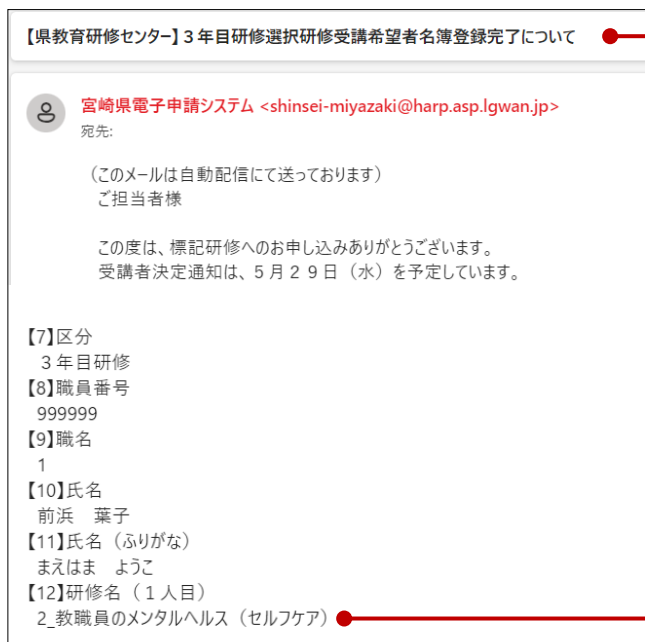 【県教育研修センター】３年目研修選択研修受講希望者名簿登録完了について
宮崎県電子申請システム <shinsei-miyazaki@harp.asp.lgwan.jp>
宛先:
（このメールは自動配信にて送っております）
ご担当者様
この度は、標記研修へのお申し込みありがとうございます。
受講者決定通知は、５月２９日（水）を予定しています。
【7】区分
３年目研修
【8】職員番号
999999
【9】職名
1
【10】氏名
前浜　葉子
【11】氏名（ふりがな）
まえはま　ようこ
【12】研修名（１人目）
2_教職員のメンタルヘルス（セルフケア）